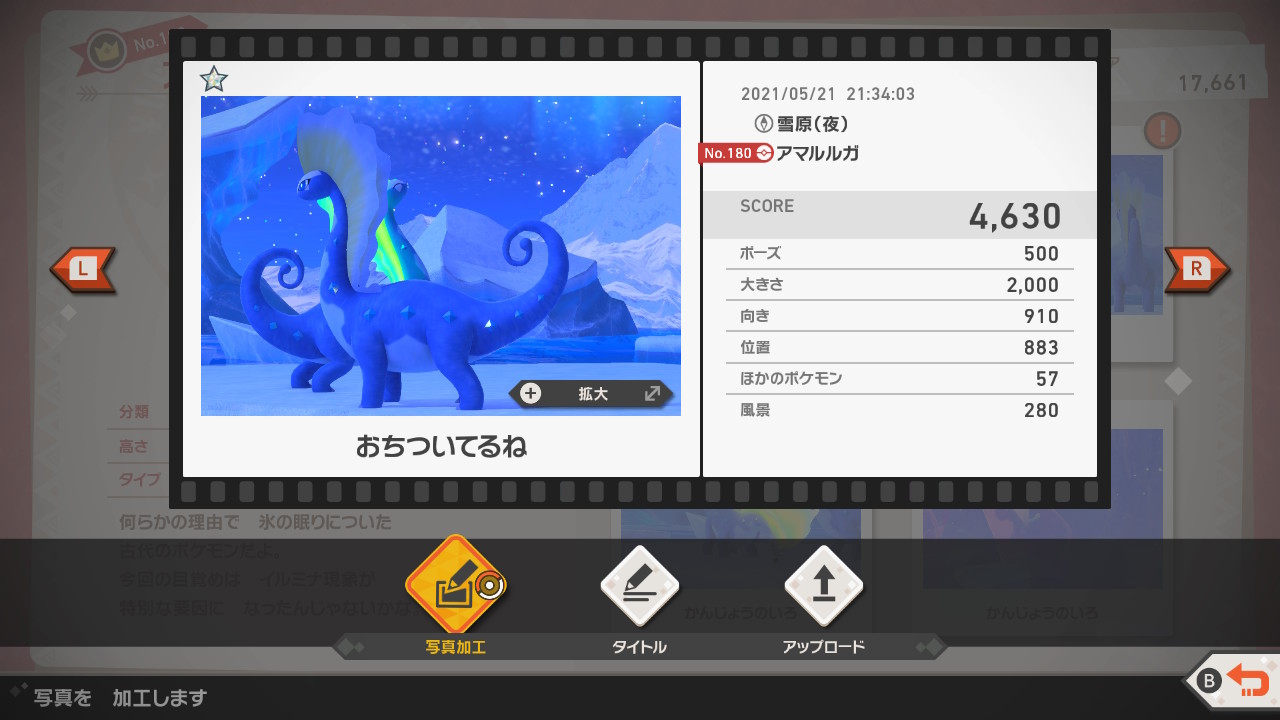 No.1
17,661
2021/05/21 21:34:03
雪原（夜）
No.180 アマルルガ
SCORE 4,630
ポーズ 500
大きさ 2,000
向き 910
位置 883
ほかのポケモン 57
風景 280
L
R
+ 拡大
おちついてるね
分類
高さ
タイプ
何らかの理由で 氷の眠りについた
古代のポケモンだよ。
今回の目覚めは イルミナ現象が
特別な要因に なったんじゃないかな
かんじょうのいろ
かんじょうのいろ
写真加工
タイトル
アップロード
写真を 加工します
B